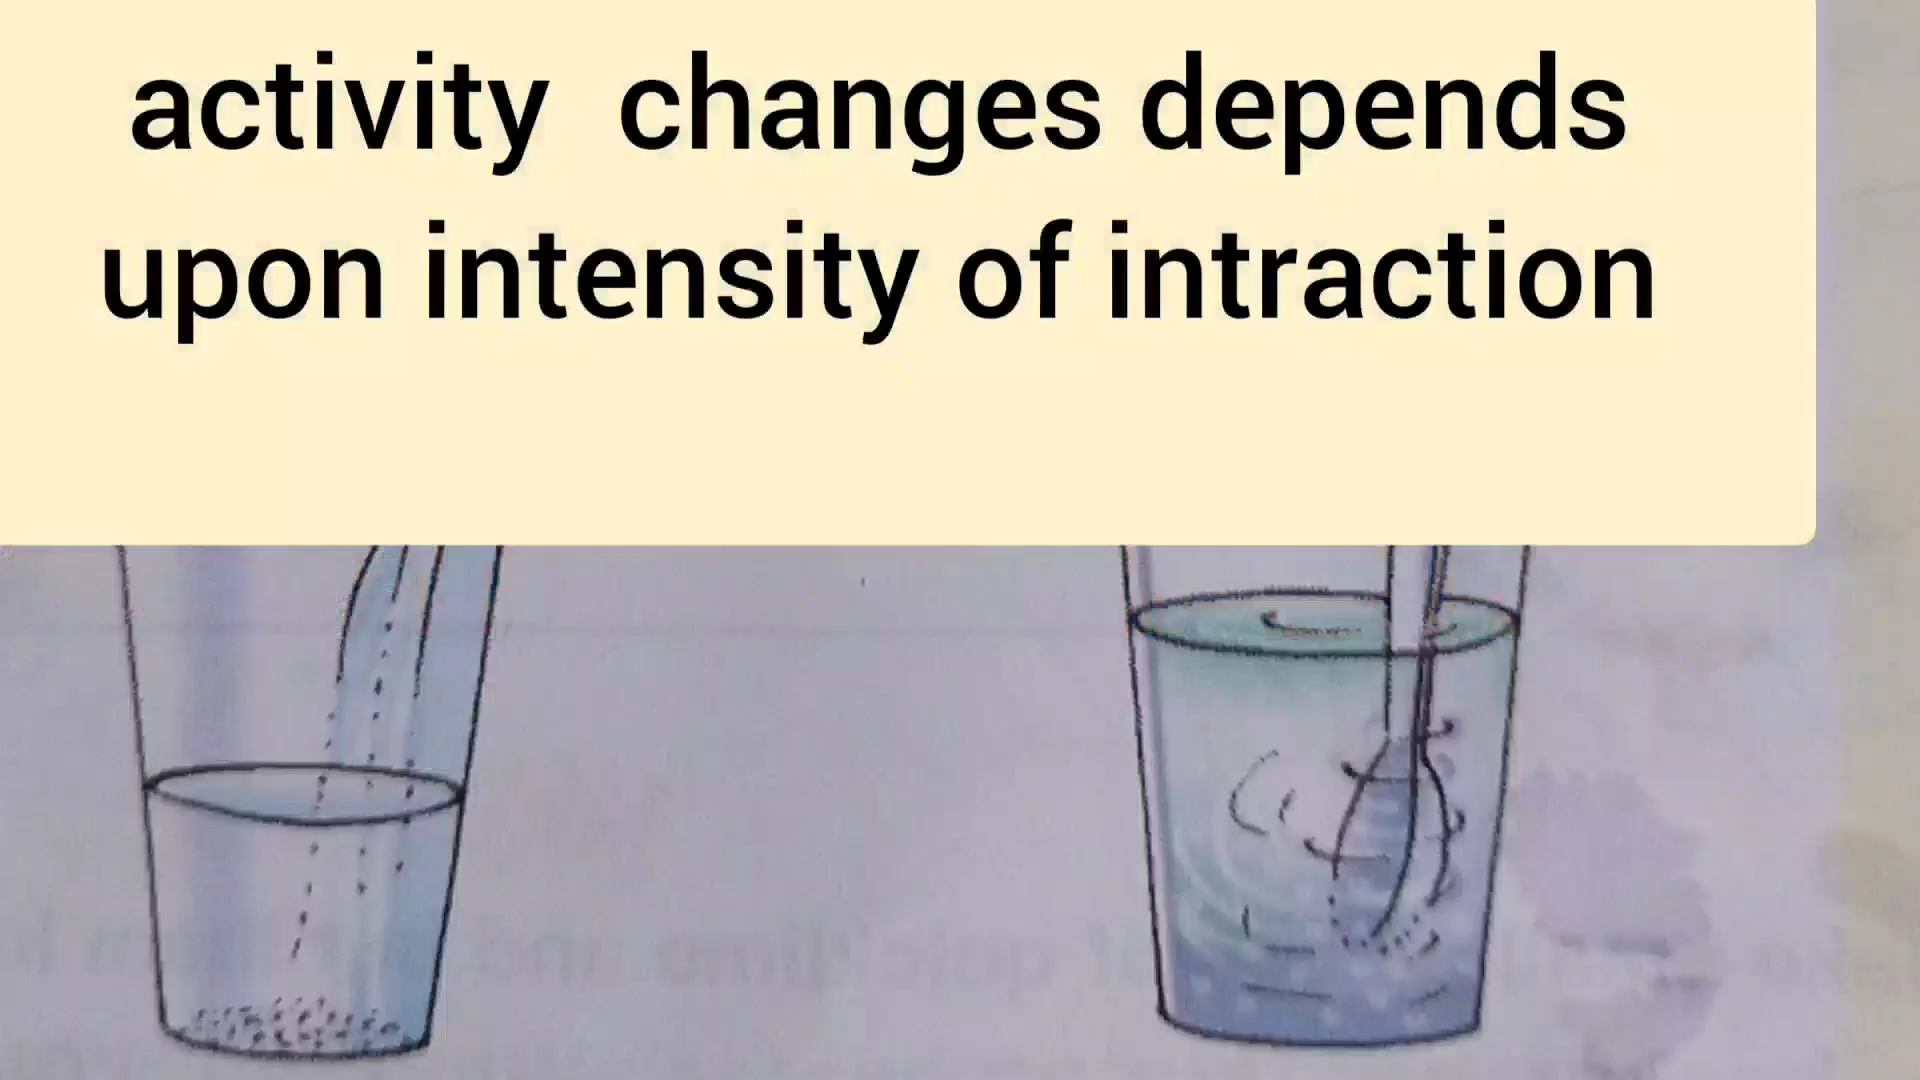 activity changes depends
upon intensity of intraction